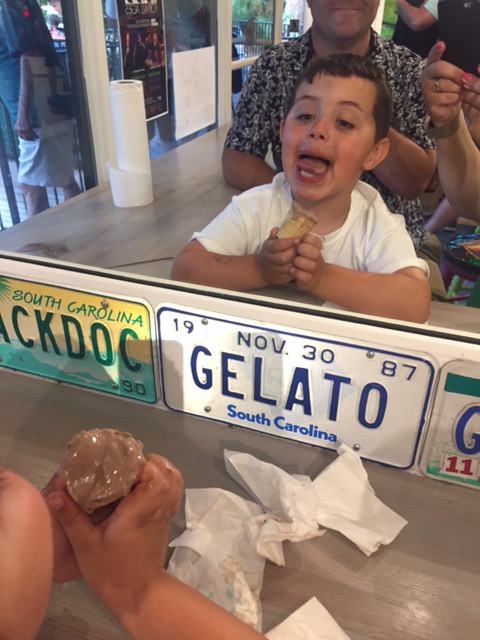 SOUTH CAROLINA
ACKDOC
90
19 NOV. 30 87
GELATO
South Carolina
G
11